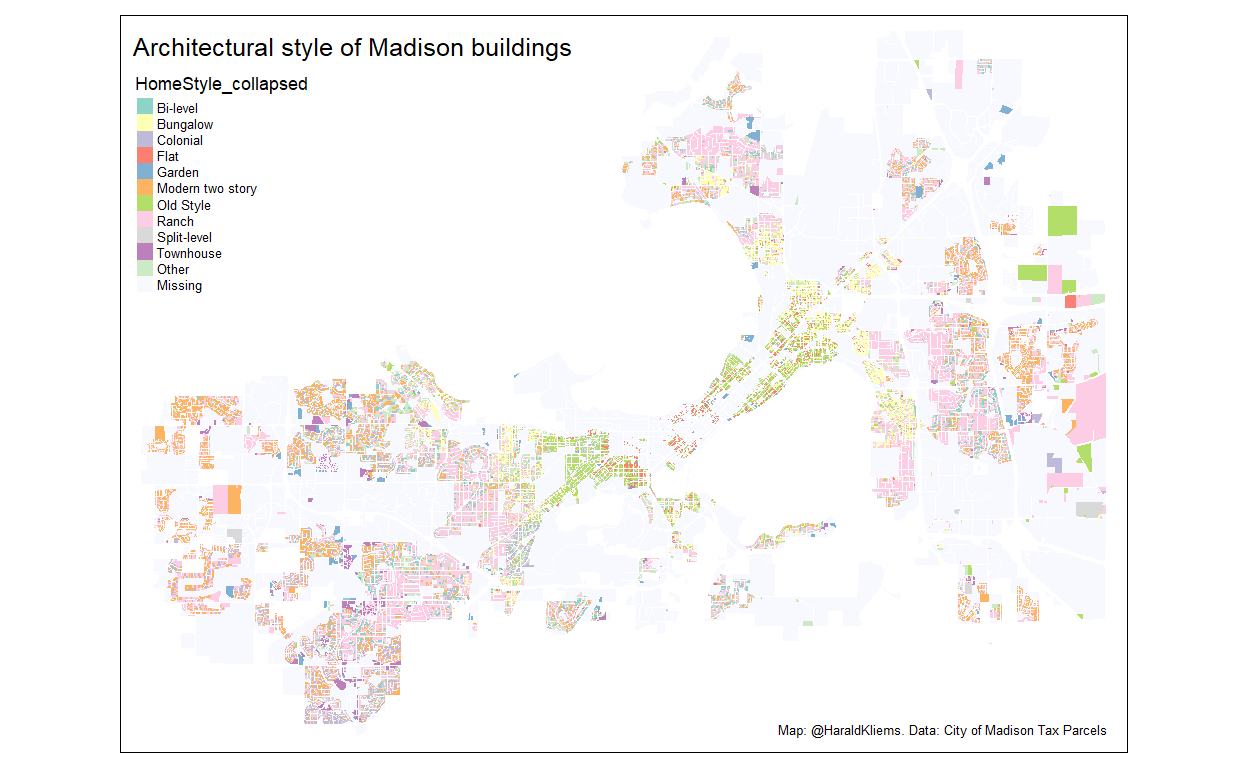 Architectural style of Madison buildings
HomeStyle_collapsed
Bi-level
Bungalow
Colonial
Flat
Garden
Modern two story
Old Style
Ranch
Split-level
Townhouse
Other
Missing
Map: @HaraldKliems. Data: City of Madison Tax Parcels